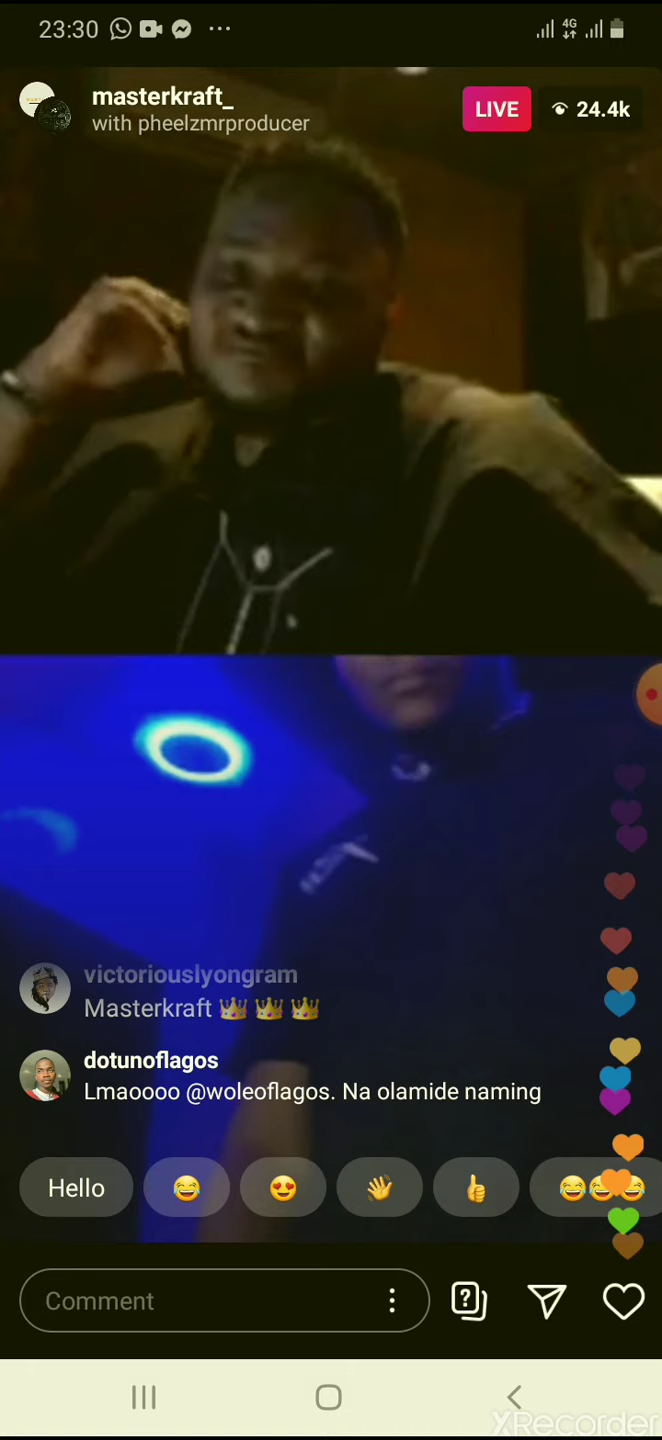 23:30
4G
masterkraft_
with pheelzmrproducer
LIVE
24.4k
victoriouslyongram
Masterkraft 👑👑👑
dotunoflagos
Lmaoooo @woleoflagos. Na olamide naming
Hello
😂
😍
👋
👍
😂😂😂
Comment
XRecorder